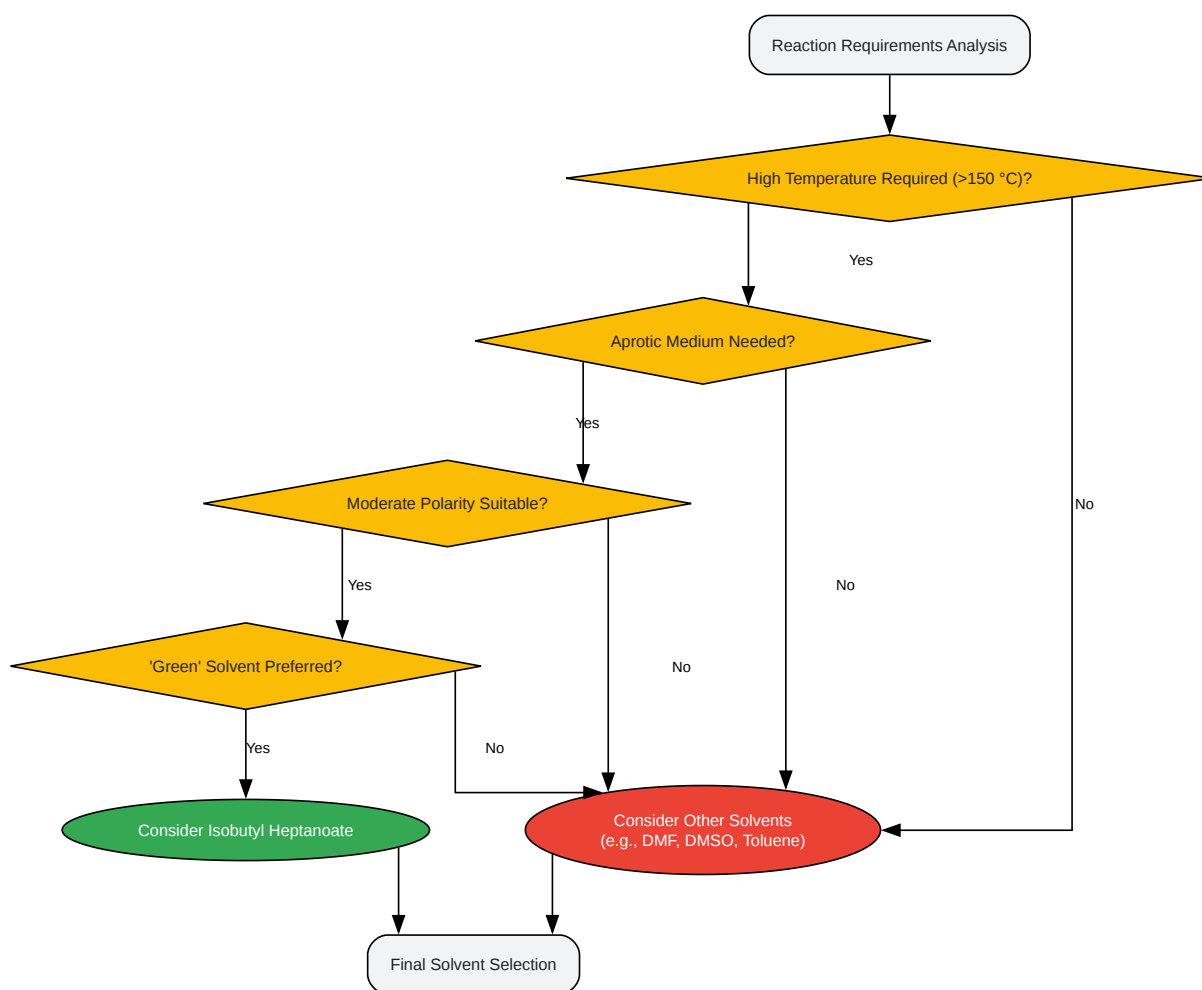 Reaction Requirements Analysis
High Temperature Required (>150 °C)?
Yes
Aprotic Medium Needed?
Yes
Moderate Polarity Suitable?
No
Yes
No
'Green' Solvent Preferred?
No
Yes
No
Consider Isobutyl Heptanoate
Consider Other Solvents
(e.g., DMF, DMSO, Toluene)
Final Solvent Selection